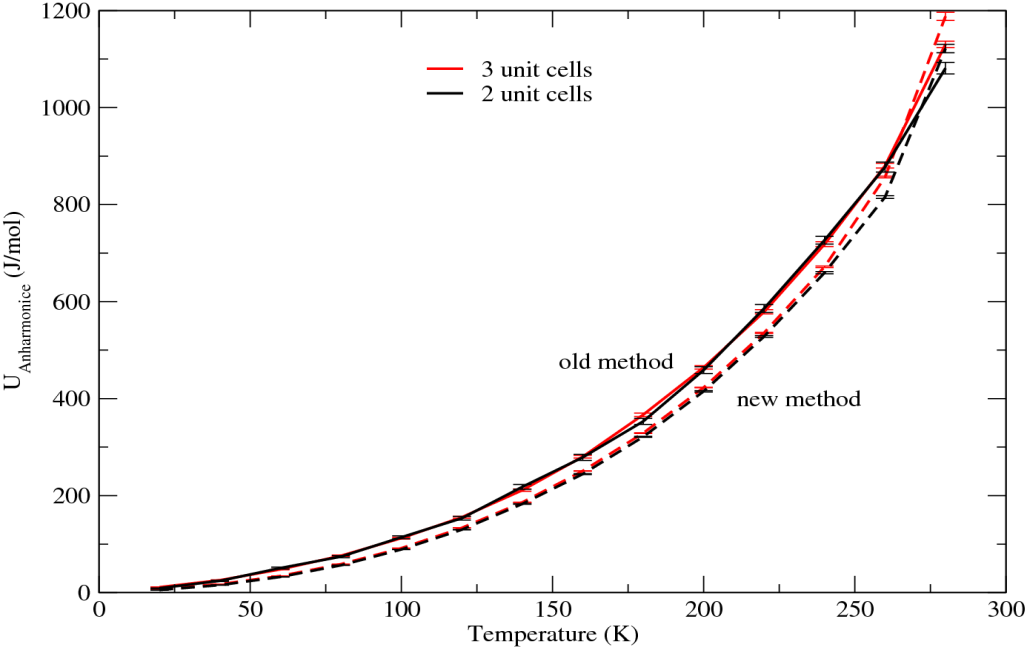 1200
1000
800
600
400
200
0
U Anharmonice (J/mol)
3 unit cells
2 unit cells
old method
new method
0 50 100 150 200 250 300
Temperature (K)